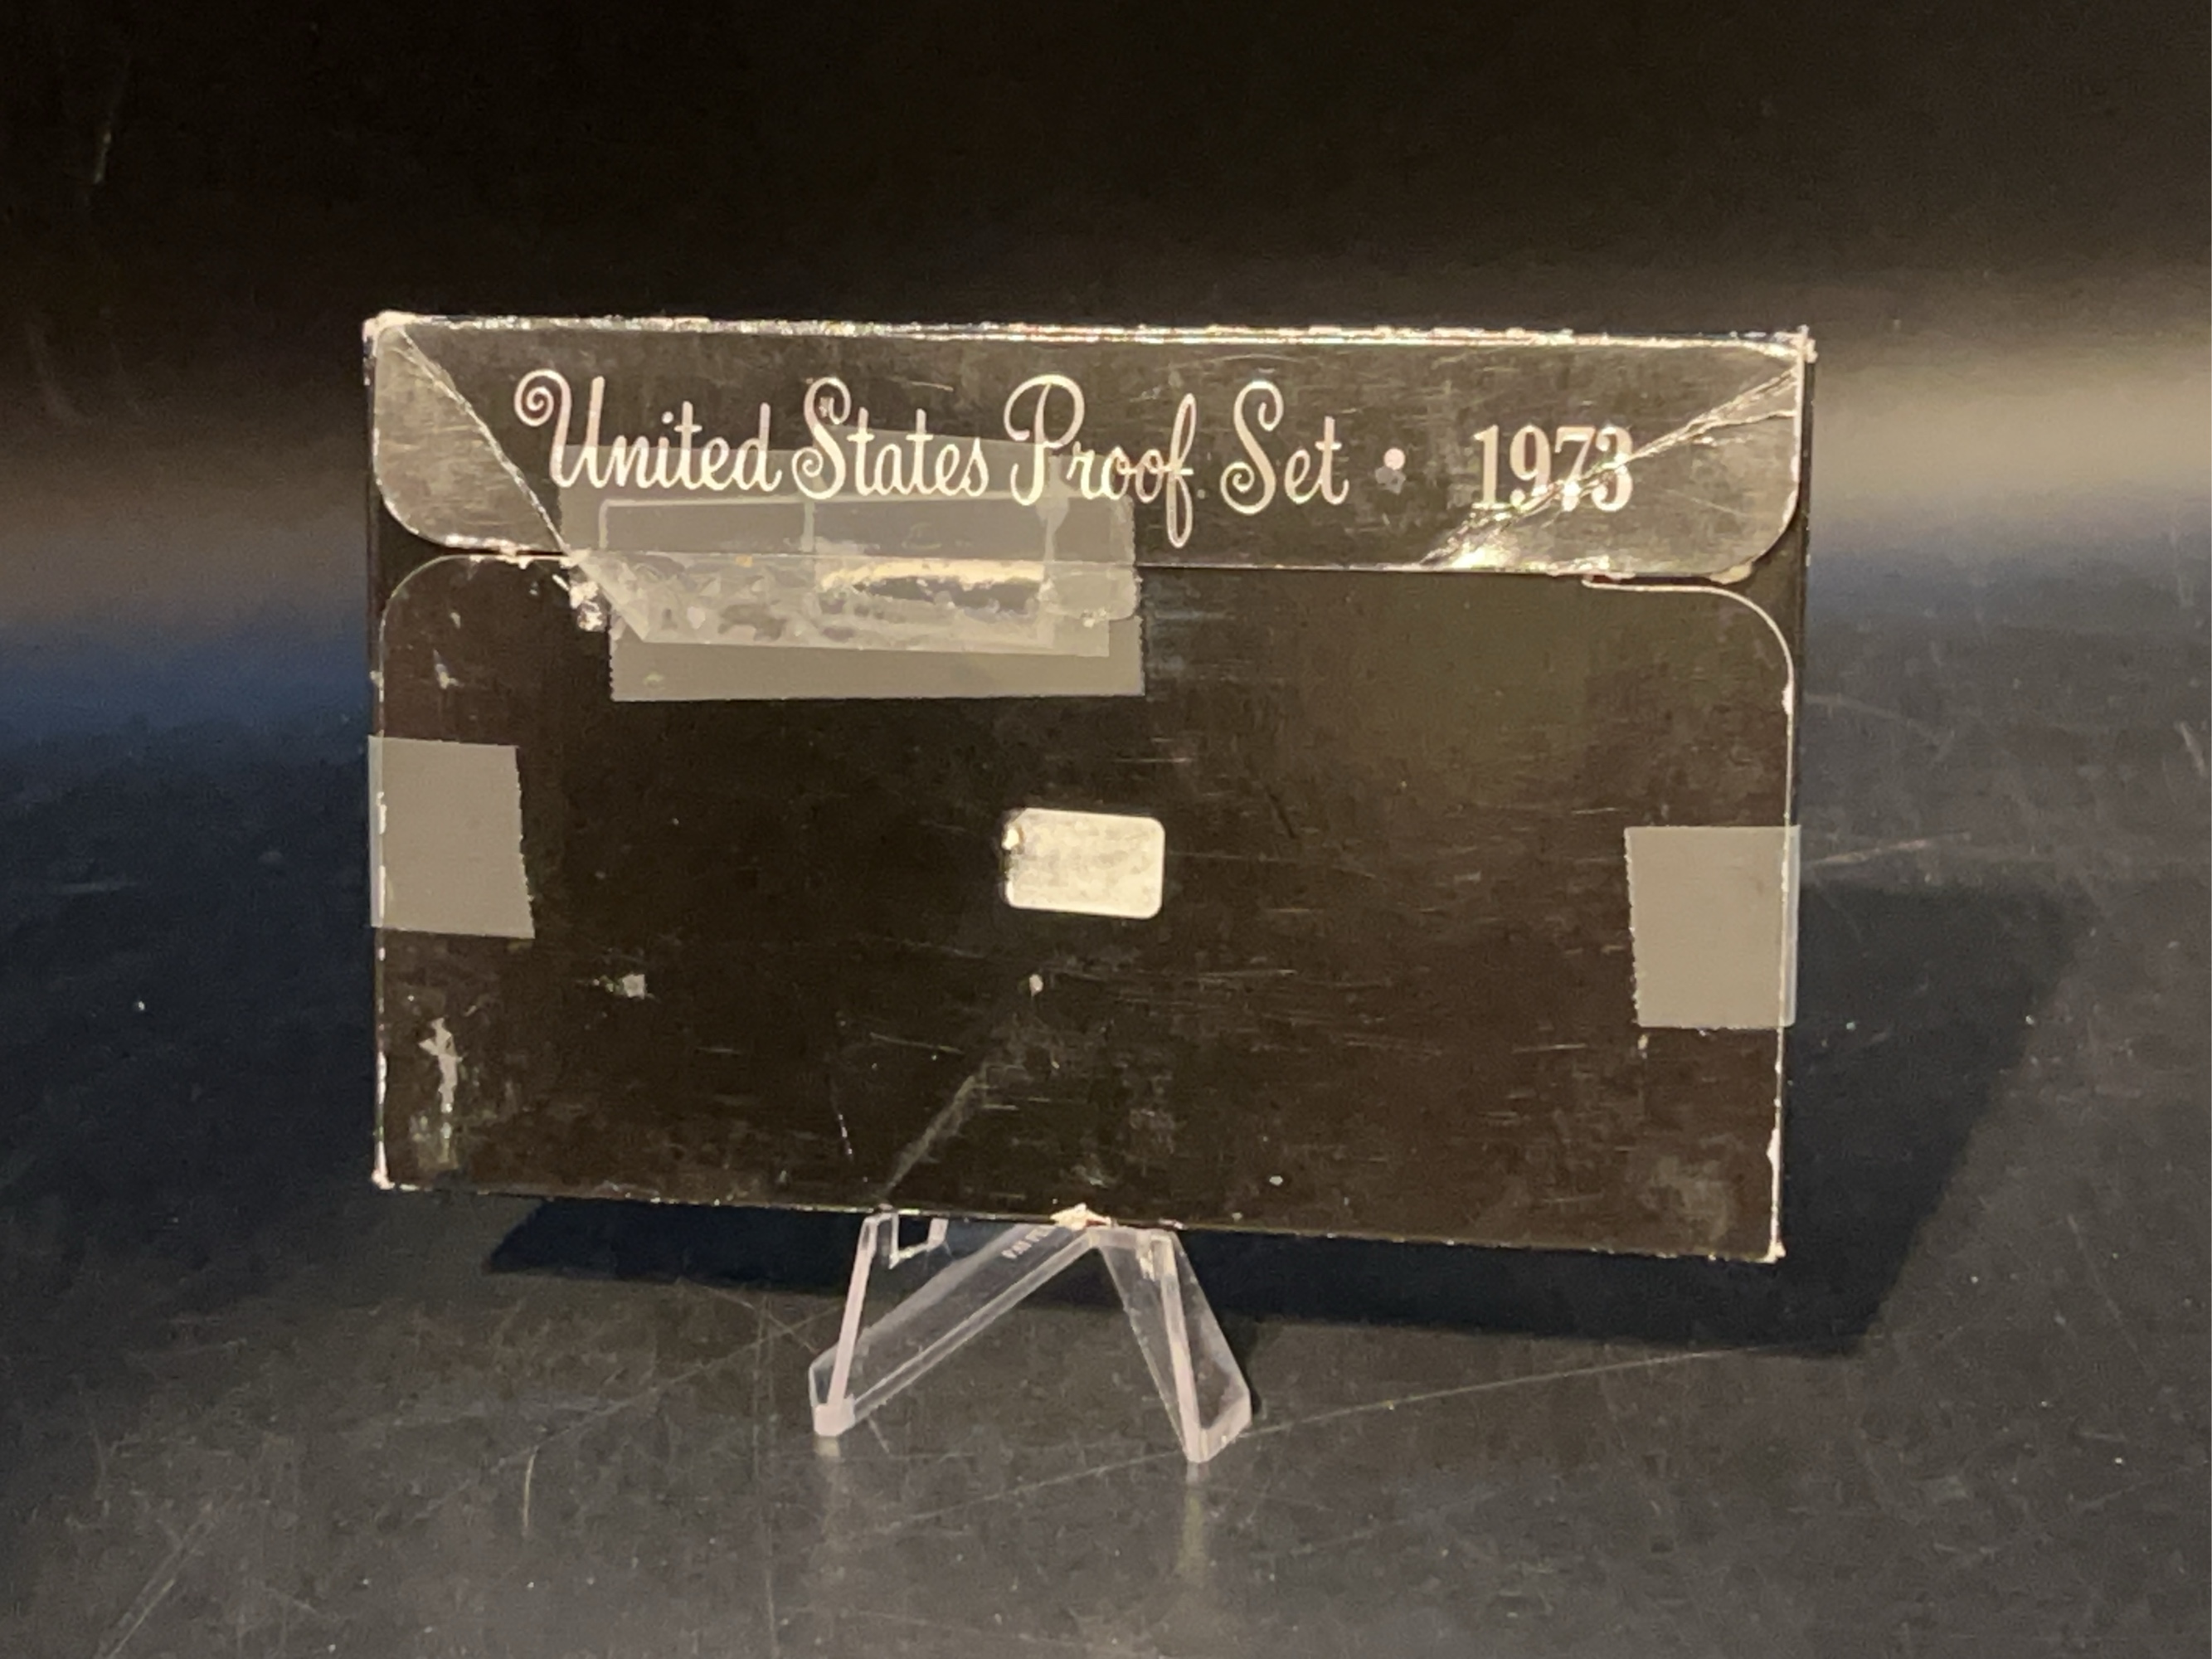 United States Proof Set • 1973